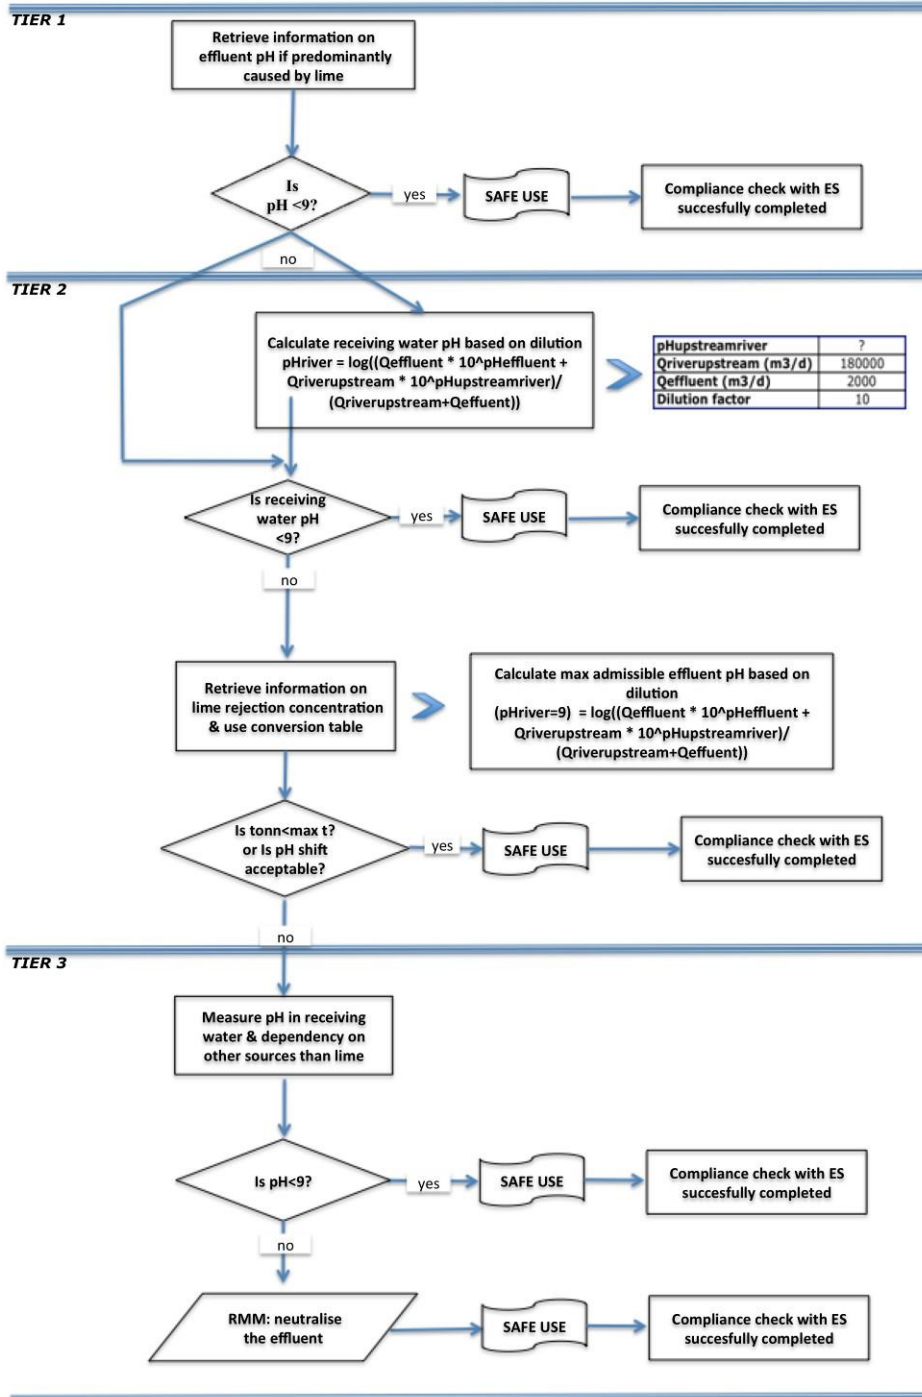 TIER 1
Retrieve information on
effluent pH if predominantly
caused by lime
Is
pH <9?
yes
SAFE USE
Compliance check with ES
succesfully completed
no
TIER 2
Calculate receiving water pH based on dilution
pHriver = log((Qeffluent * 10^pHeffluent +
Qriverupstream * 10^pHupstreamriver)/
(Qriverupstream+Qeffuent))
pHupstreamriver ?
Qriverupstream (m3/d) 180000
Qeffluent (m3/d) 2000
Dilution factor 10
Is receiving
water pH
<9?
yes
SAFE USE
Compliance check with ES
succesfully completed
no
Retrieve information on
lime rejection concentration
& use conversion table
Calculate max admissible effluent pH based on
dilution
(pHriver=9) = log((Qeffluent * 10^pHeffluent +
Qriverupstream * 10^pHupstreamriver)/
(Qriverupstream+Qeffuent))
Is tonn<max t?
or Is pH shift
acceptable?
yes
SAFE USE
Compliance check with ES
succesfully completed
no
TIER 3
Measure pH in receiving
water & dependency on
other sources than lime
Is pH<9?
yes
SAFE USE
Compliance check with ES
succesfully completed
no
RMM: neutralise
the effluent
SAFE USE
Compliance check with ES
succesfully completed